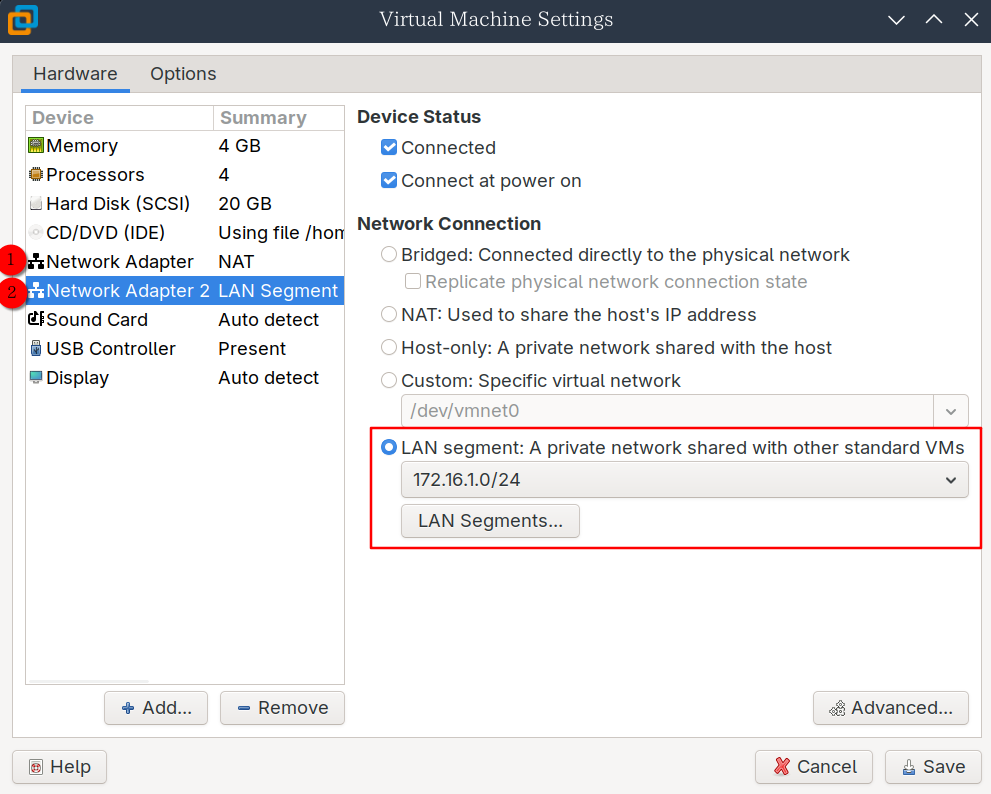 Virtual Machine Settings
Hardware Options
Device Summary
Memory 4 GB
Processors 4
Hard Disk (SCSI) 20 GB
CD/DVD (IDE) Using file /hom
1 Network Adapter NAT
2 Network Adapter 2 LAN Segment
Sound Card Auto detect
USB Controller Present
Display Auto detect
Device Status
Connected
Connect at power on
Network Connection
Bridged: Connected directly to the physical network
Replicate physical network connection state
NAT: Used to share the host's IP address
Host-only: A private network shared with the host
Custom: Specific virtual network
/dev/vmnet0
LAN segment: A private network shared with other standard VMs
172.16.1.0/24
LAN Segments...
Add... Remove Advanced...
Help Cancel Save